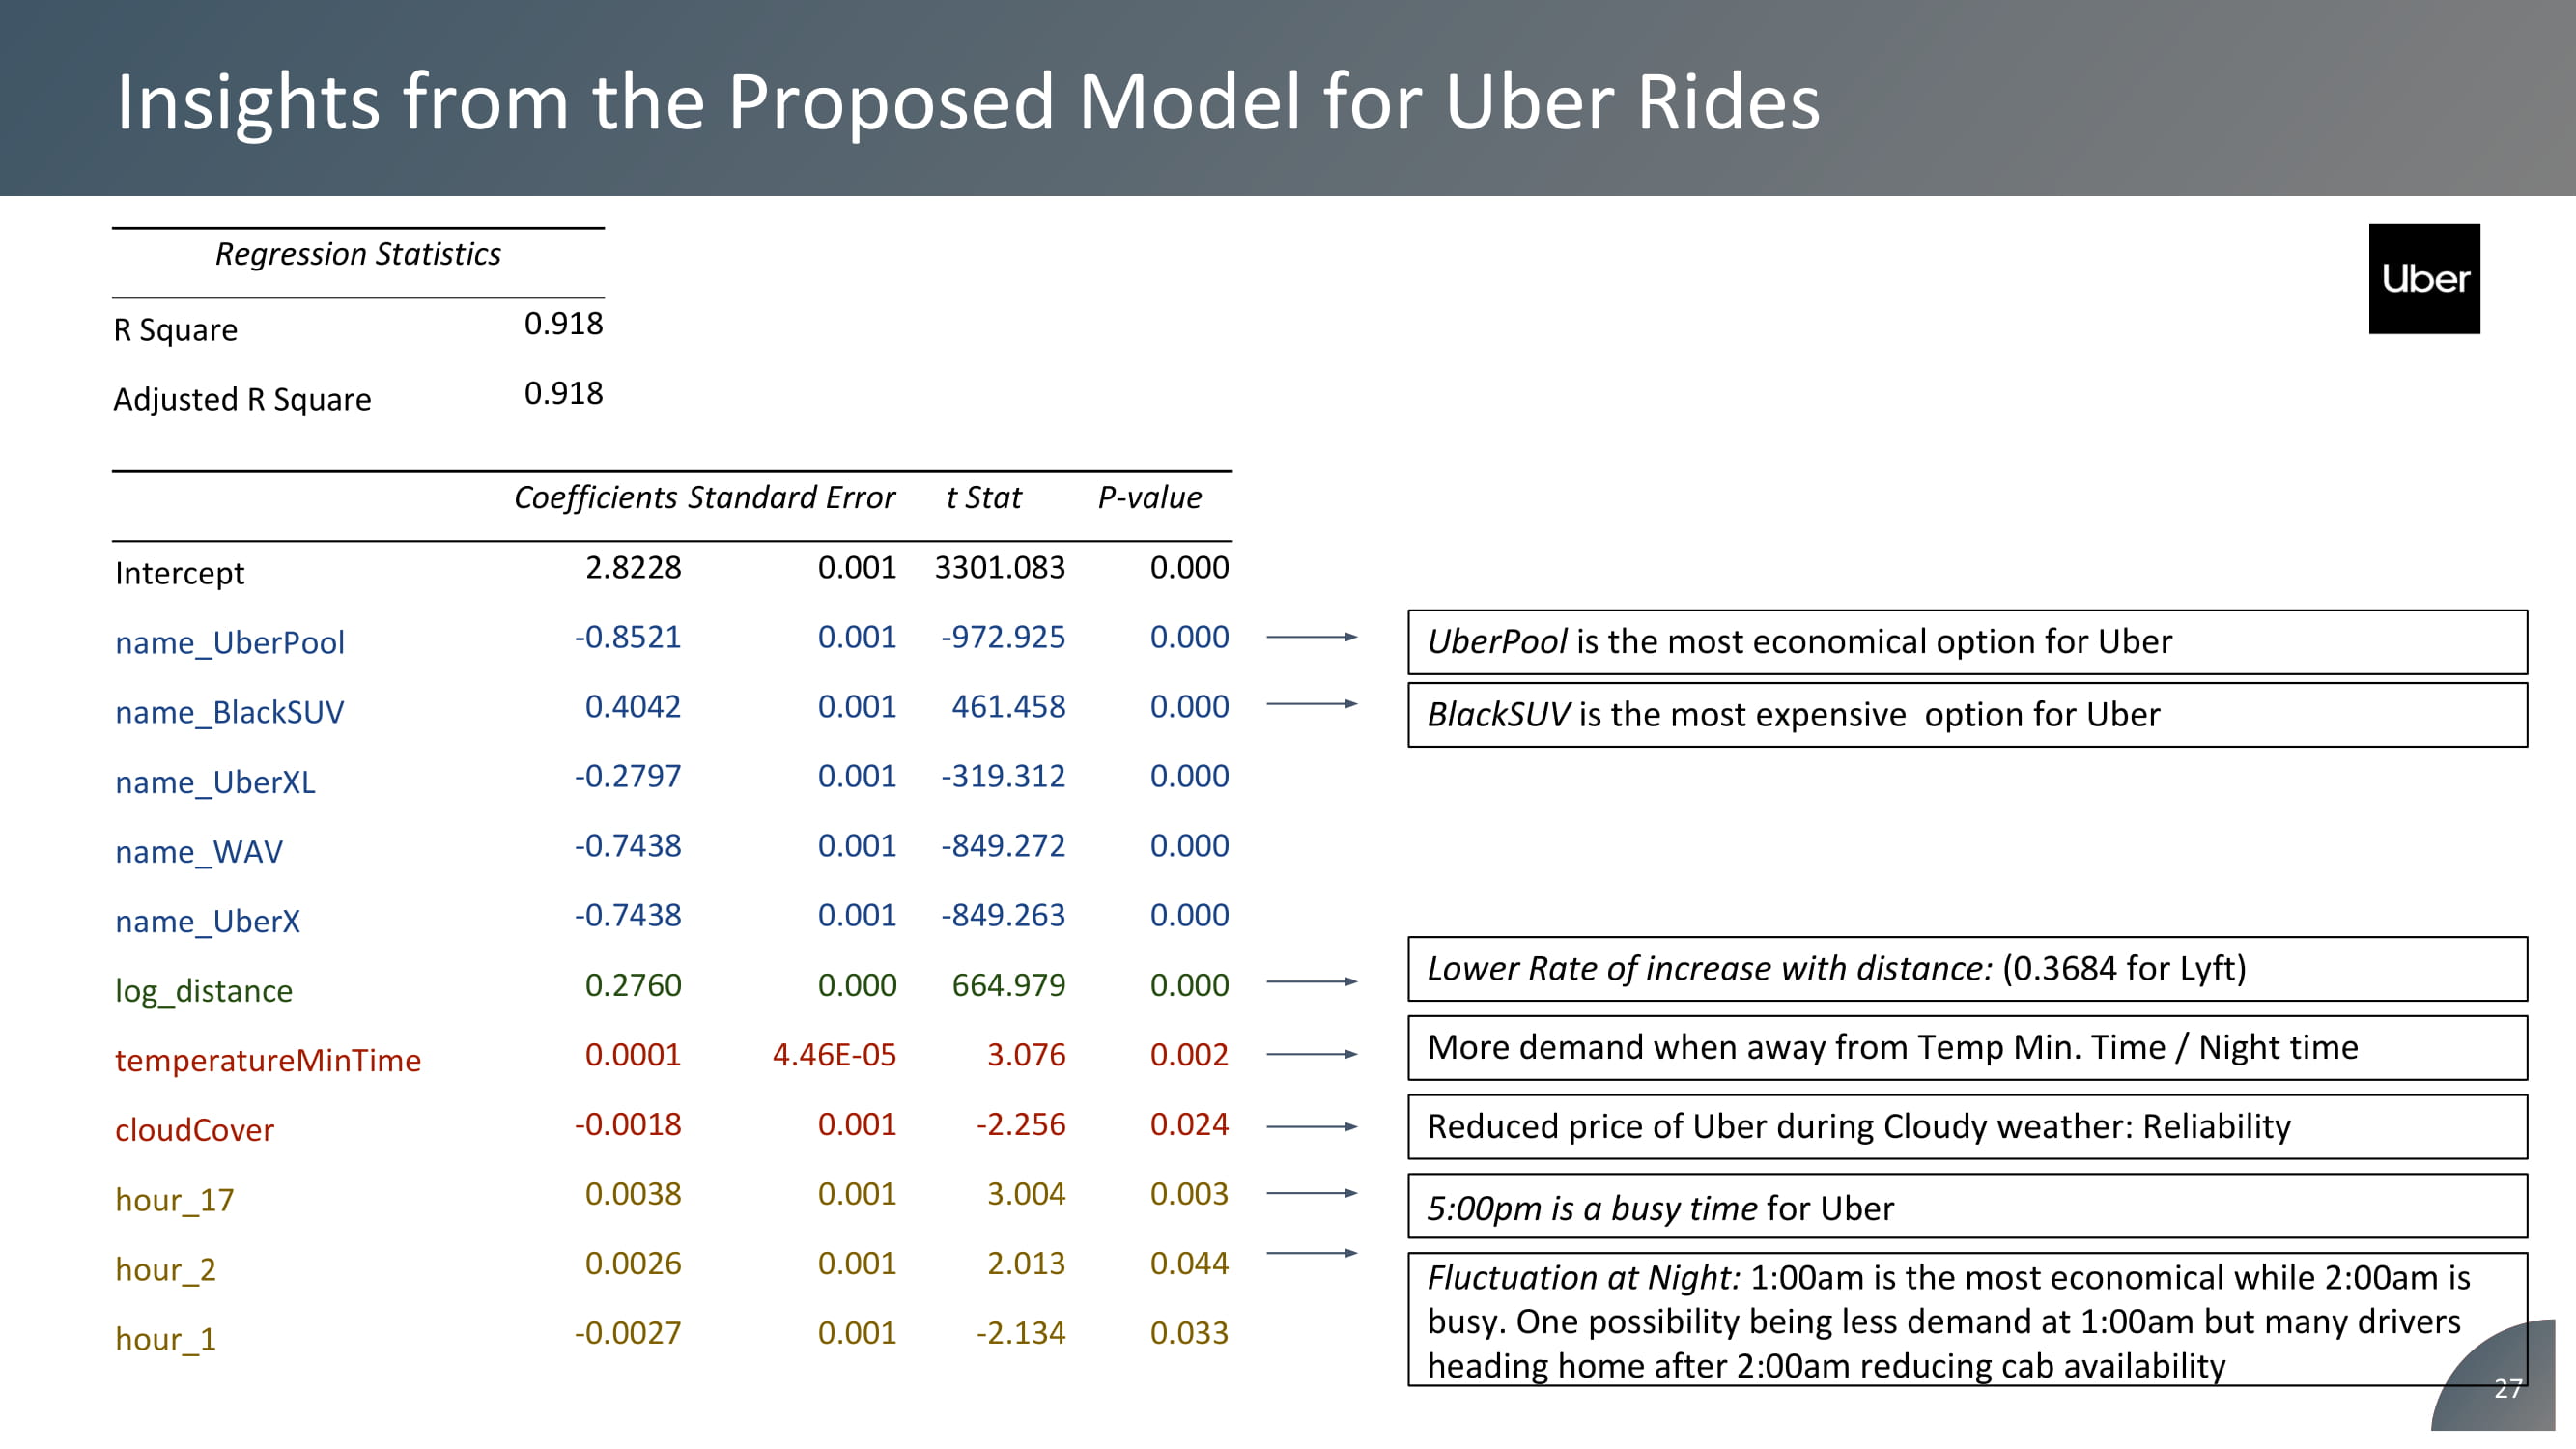 Insights from the Proposed Model for Uber Rides
Uber
Regression Statistics
R Square 0.918
Adjusted R Square 0.918
Coefficients Standard Error t Stat P-value
Intercept 2.8228 0.001 3301.083 0.000
name_UberPool -0.8521 0.001 -972.925 0.000
name_BlackSUV 0.4042 0.001 461.458 0.000
name_UberXL -0.2797 0.001 -319.312 0.000
name_WAV -0.7438 0.001 -849.272 0.000
name_UberX -0.7438 0.001 -849.263 0.000
log_distance 0.2760 0.000 664.979 0.000
temperatureMinTime 0.0001 4.46E-05 3.076 0.002
cloudCover -0.0018 0.001 -2.256 0.024
hour_17 0.0038 0.001 3.004 0.003
hour_2 0.0026 0.001 2.013 0.044
hour_1 -0.0027 0.001 -2.134 0.033
UberPool is the most economical option for Uber
BlackSUV is the most expensive option for Uber
Lower Rate of increase with distance: (0.3684 for Lyft)
More demand when away from Temp Min. Time / Night time
Reduced price of Uber during Cloudy weather: Reliability
5:00pm is a busy time for Uber
Fluctuation at Night: 1:00am is the most economical while 2:00am is
busy. One possibility being less demand at 1:00am but many drivers
heading home after 2:00am reducing cab availability
27